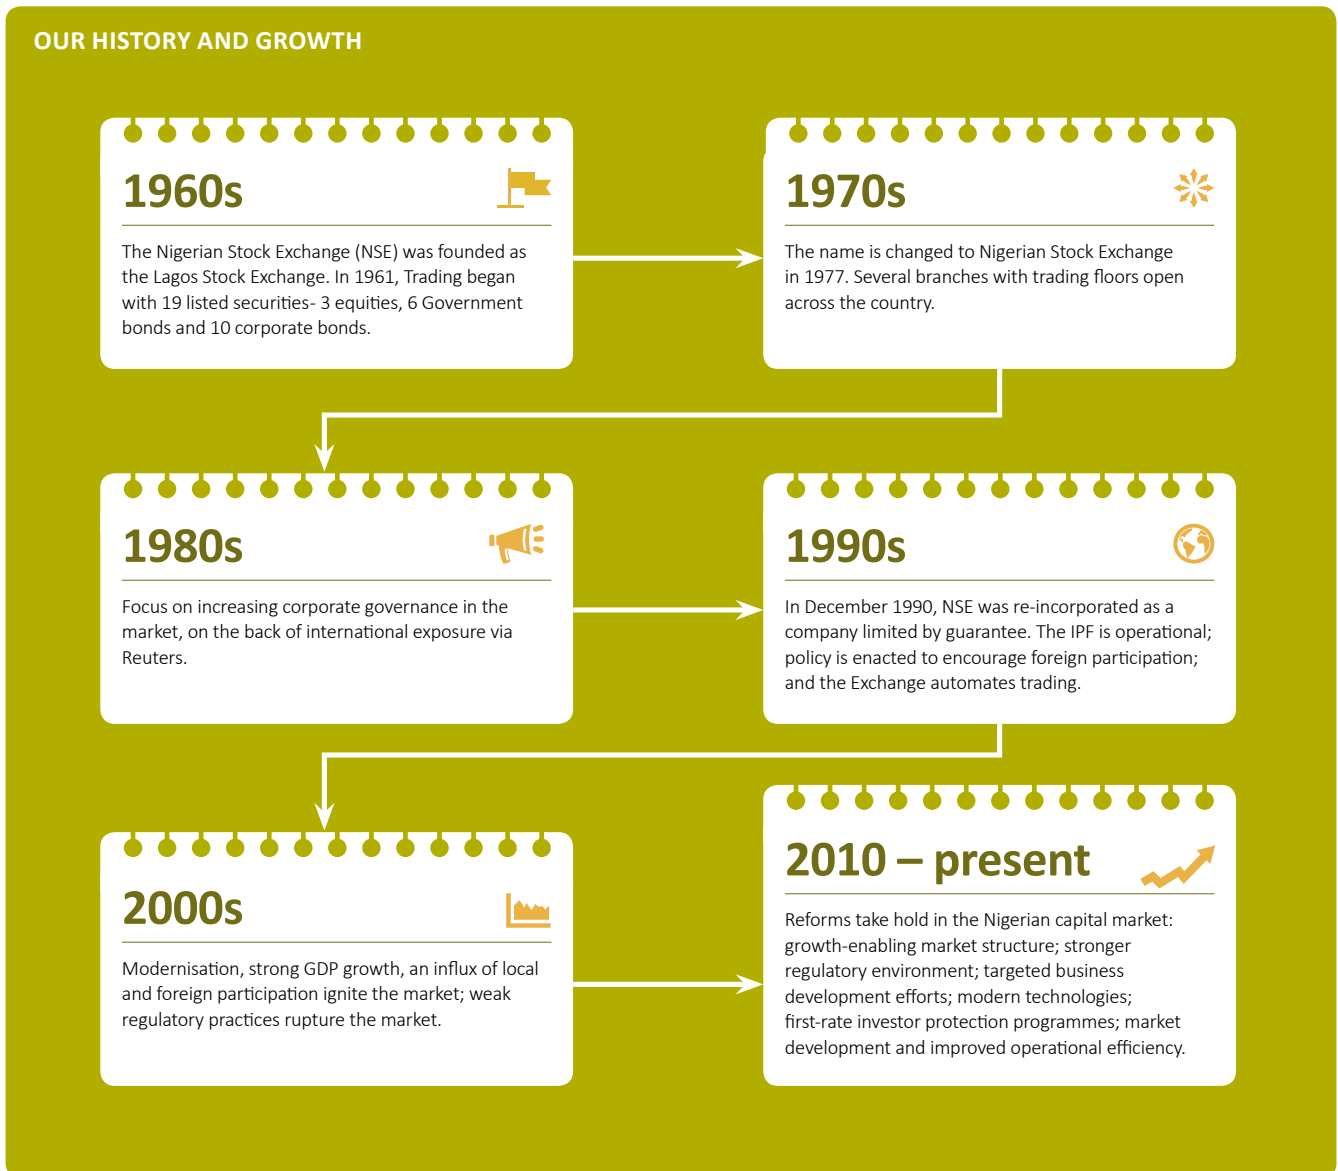 OUR HISTORY AND GROWTH
1960s
The Nigerian Stock Exchange (NSE) was founded as
the Lagos Stock Exchange. In 1961, Trading began
with 19 listed securities- 3 equities, 6 Government
bonds and 10 corporate bonds.
1970s
The name is changed to Nigerian Stock Exchange
in 1977. Several branches with trading floors open
across the country.
1980s
Focus on increasing corporate governance in the
market, on the back of international exposure via
Reuters.
1990s
In December 1990, NSE was re-incorporated as a
company limited by guarantee. The IPF is operational;
policy is enacted to encourage foreign participation;
and the Exchange automates trading.
2000s
Modernisation, strong GDP growth, an influx of local
and foreign participation ignite the market; weak
regulatory practices rupture the market.
2010 – present
Reforms take hold in the Nigerian capital market:
growth-enabling market structure; stronger
regulatory environment; targeted business
development efforts; modern technologies;
first-rate investor protection programmes; market
development and improved operational efficiency.